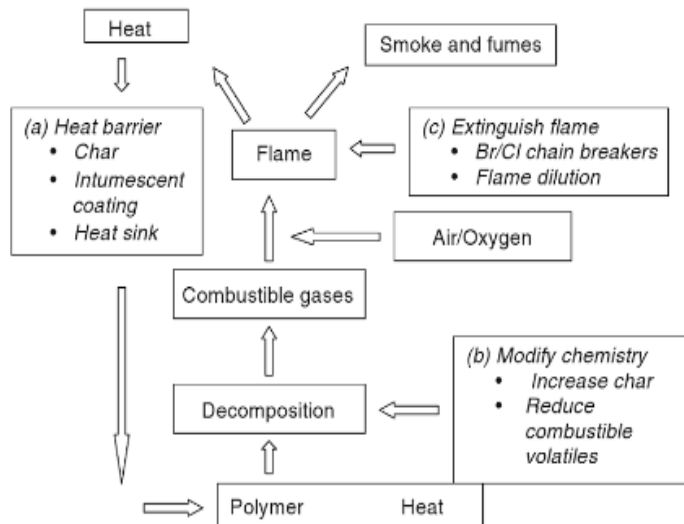 Heat
Smoke and fumes
(a) Heat barrier
• Char
• Intumescent
coating
• Heat sink
Flame
(c) Extinguish flame
• Br/Cl chain breakers
• Flame dilution
Air/Oxygen
Combustible gases
(b) Modify chemistry
• Increase char
• Reduce
combustible
volatiles
Decomposition
Polymer Heat